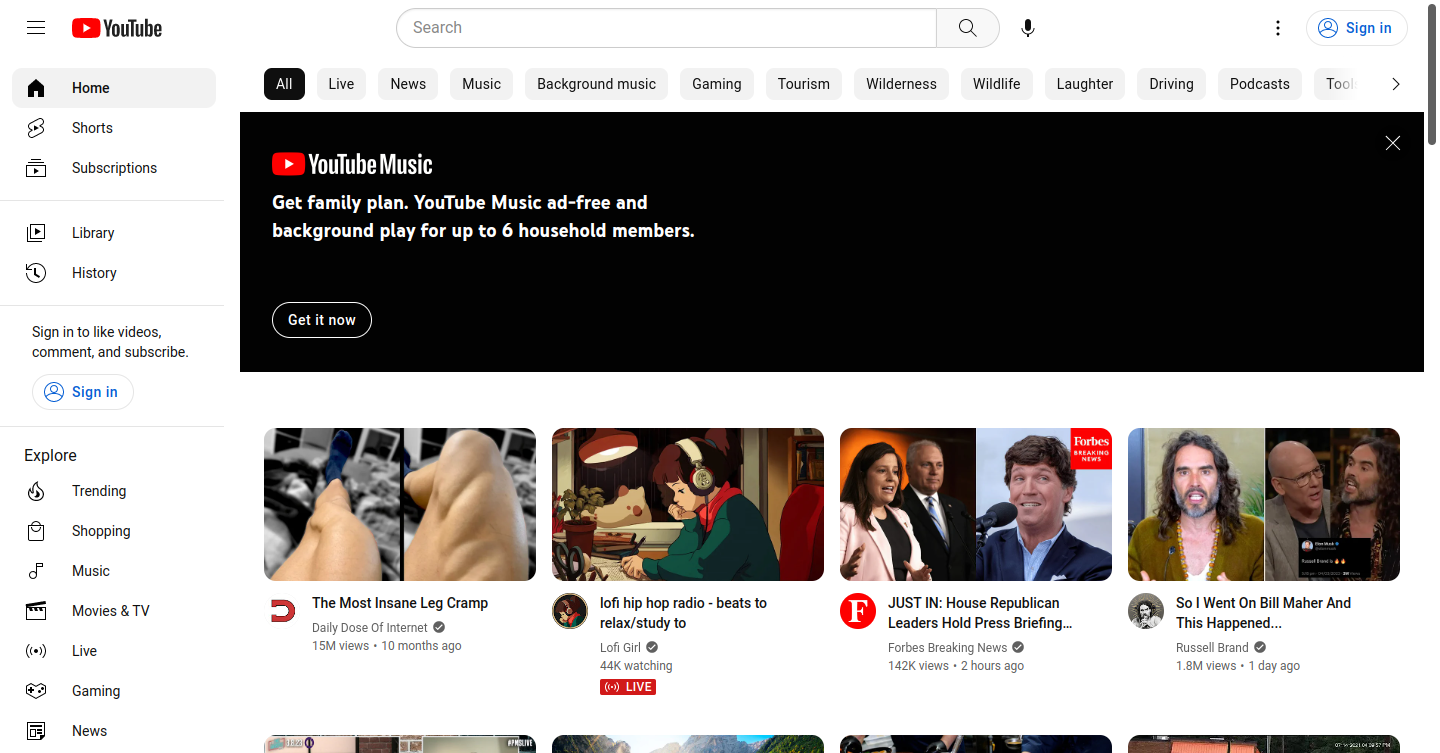 YouTube
Search
Sign in
Home
Shorts
Subscriptions
Library
History
Sign in to like videos,
comment, and subscribe.
Sign in
Explore
Trending
Shopping
Music
Movies & TV
Live
Gaming
News
All
Live
News
Music
Background music
Gaming
Tourism
Wilderness
Wildlife
Laughter
Driving
Podcasts
YouTube Music
Get family plan. YouTube Music ad-free and
background play for up to 6 household members.
Get it now
The Most Insane Leg Cramp
Daily Dose Of Internet
15M views • 10 months ago
lofi hip hop radio - beats to
relax/study to
Lofi Girl
44K watching
LIVE
Forbes
BREAKING
NEWS
F
JUST IN: House Republican
Leaders Hold Press Briefing...
Forbes Breaking News
142K views • 2 hours ago
So I Went On Bill Maher And
This Happened...
Russell Brand
1.8M views • 1 day ago
#PMSLIVE